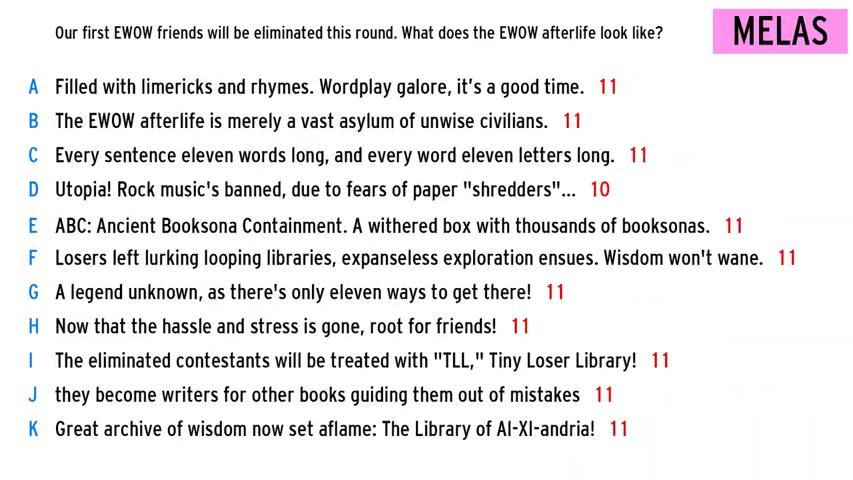 Our first EWOW friends will be eliminated this round. What does the EWOW afterlife look like?
MELAS
A Filled with limericks and rhymes. Wordplay galore, it's a good time. 11
B The EWOW afterlife is merely a vast asylum of unwise civilians. 11
C Every sentence eleven words long, and every word eleven letters long. 11
D Utopia! Rock music's banned, due to fears of paper "shredders"... 10
E ABC: Ancient Booksona Containment. A withered box with thousands of booksonas. 11
F Losers left lurking looping libraries, expanseless exploration ensues. Wisdom won't wane. 11
G A legend unknown, as there's only eleven ways to get there! 11
H Now that the hassle and stress is gone, root for friends! 11
I The eliminated contestants will be treated with "TLL," Tiny Loser Library! 11
J they become writers for other books guiding them out of mistakes 11
K Great archive of wisdom now set aflame: The Library of Al-XI-andria! 11